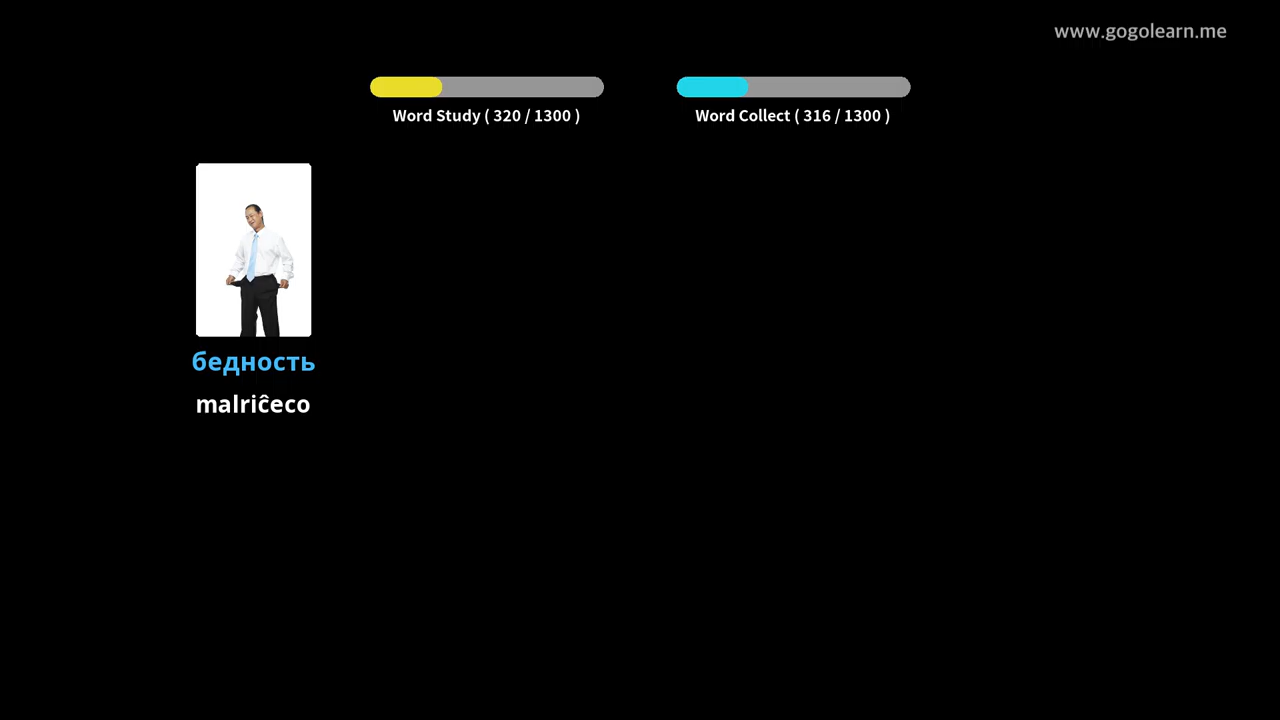 www.gogolearn.me
Word Study ( 320 / 1300 )
Word Collect ( 316 / 1300 )
бедность
malriĉeco